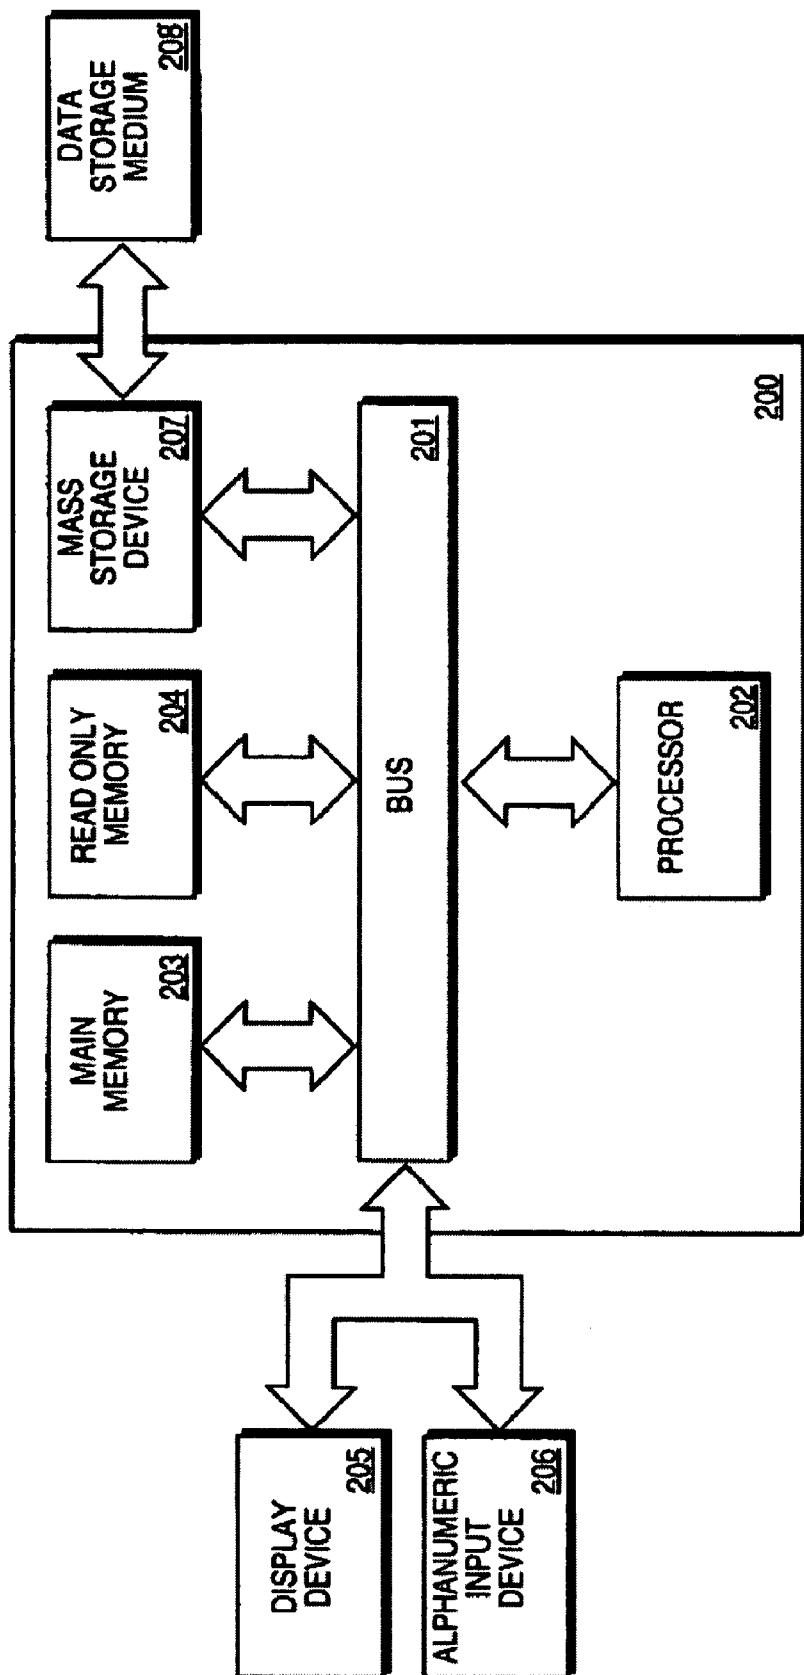 MAIN
MEMORY
203
READ ONLY
MEMORY
204
MASS
STORAGE
DEVICE
207
DATA
STORAGE
MEDIUM
208
DISPLAY
DEVICE
205
BUS
201
ALPHANUMERIC
INPUT
DEVICE
206
PROCESSOR
202
200